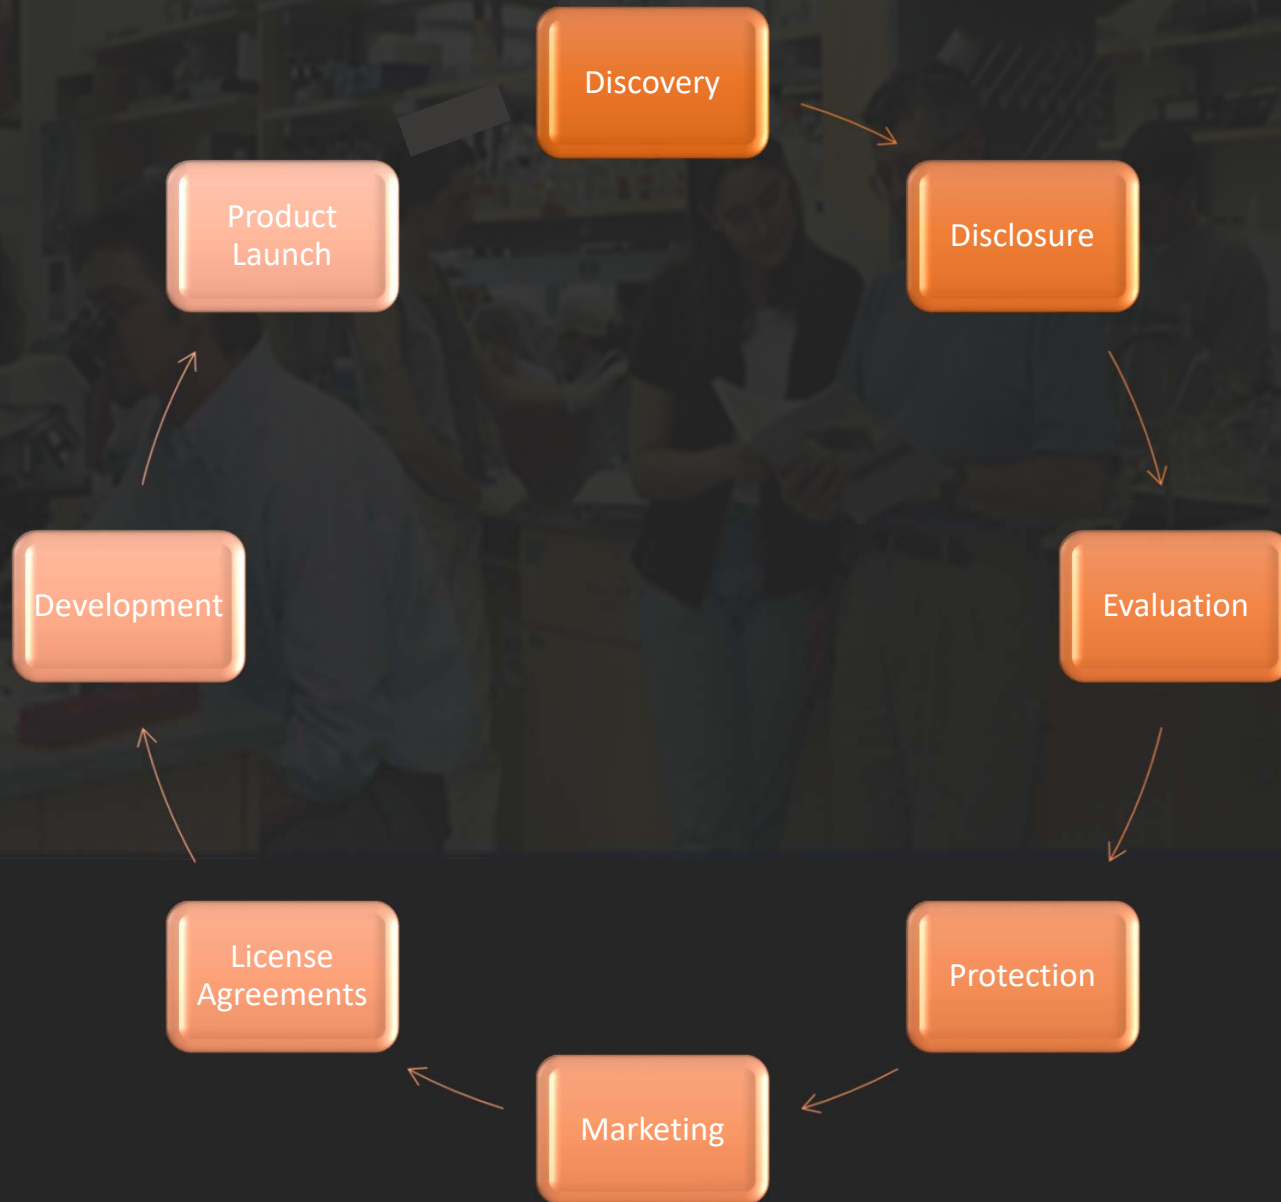 Discovery
Disclosure
Evaluation
Protection
Marketing
License
Agreements
Development
Product
Launch